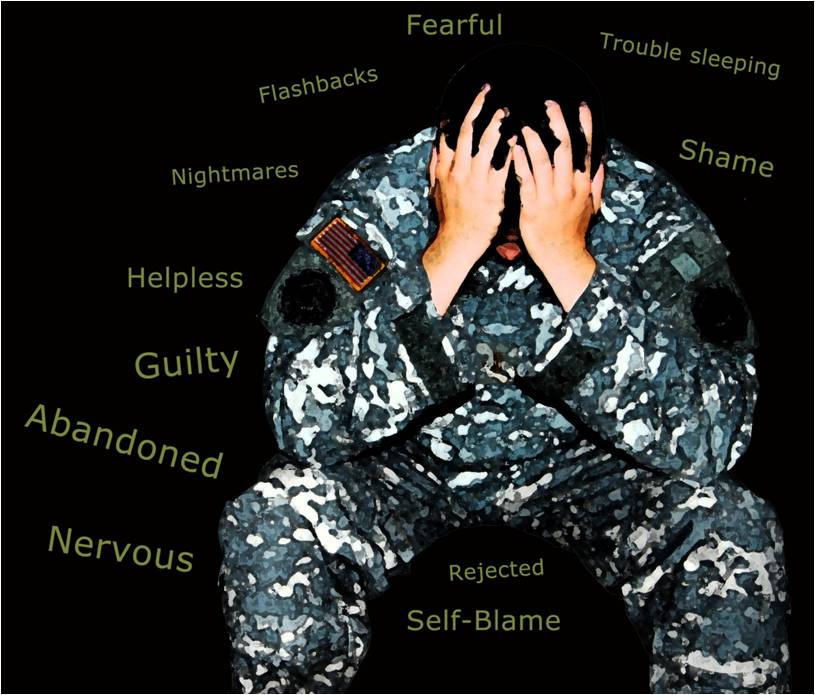 Fearful
Trouble sleeping
Flashbacks
Shame
Nightmares
Helpless
Guilty
Abandoned
Nervous
Rejected
Self-Blame